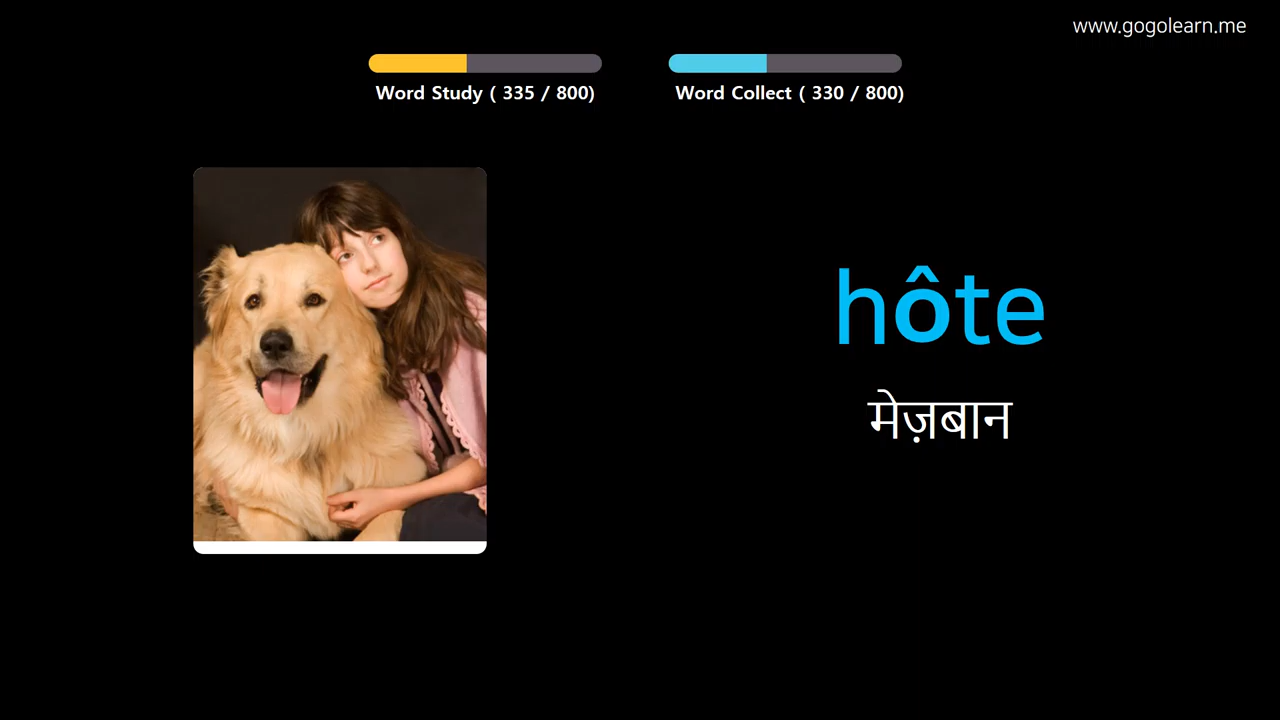 www.gogolearn.me
Word Study ( 335 / 800)
Word Collect ( 330 / 800)
hôte
मेज़बान